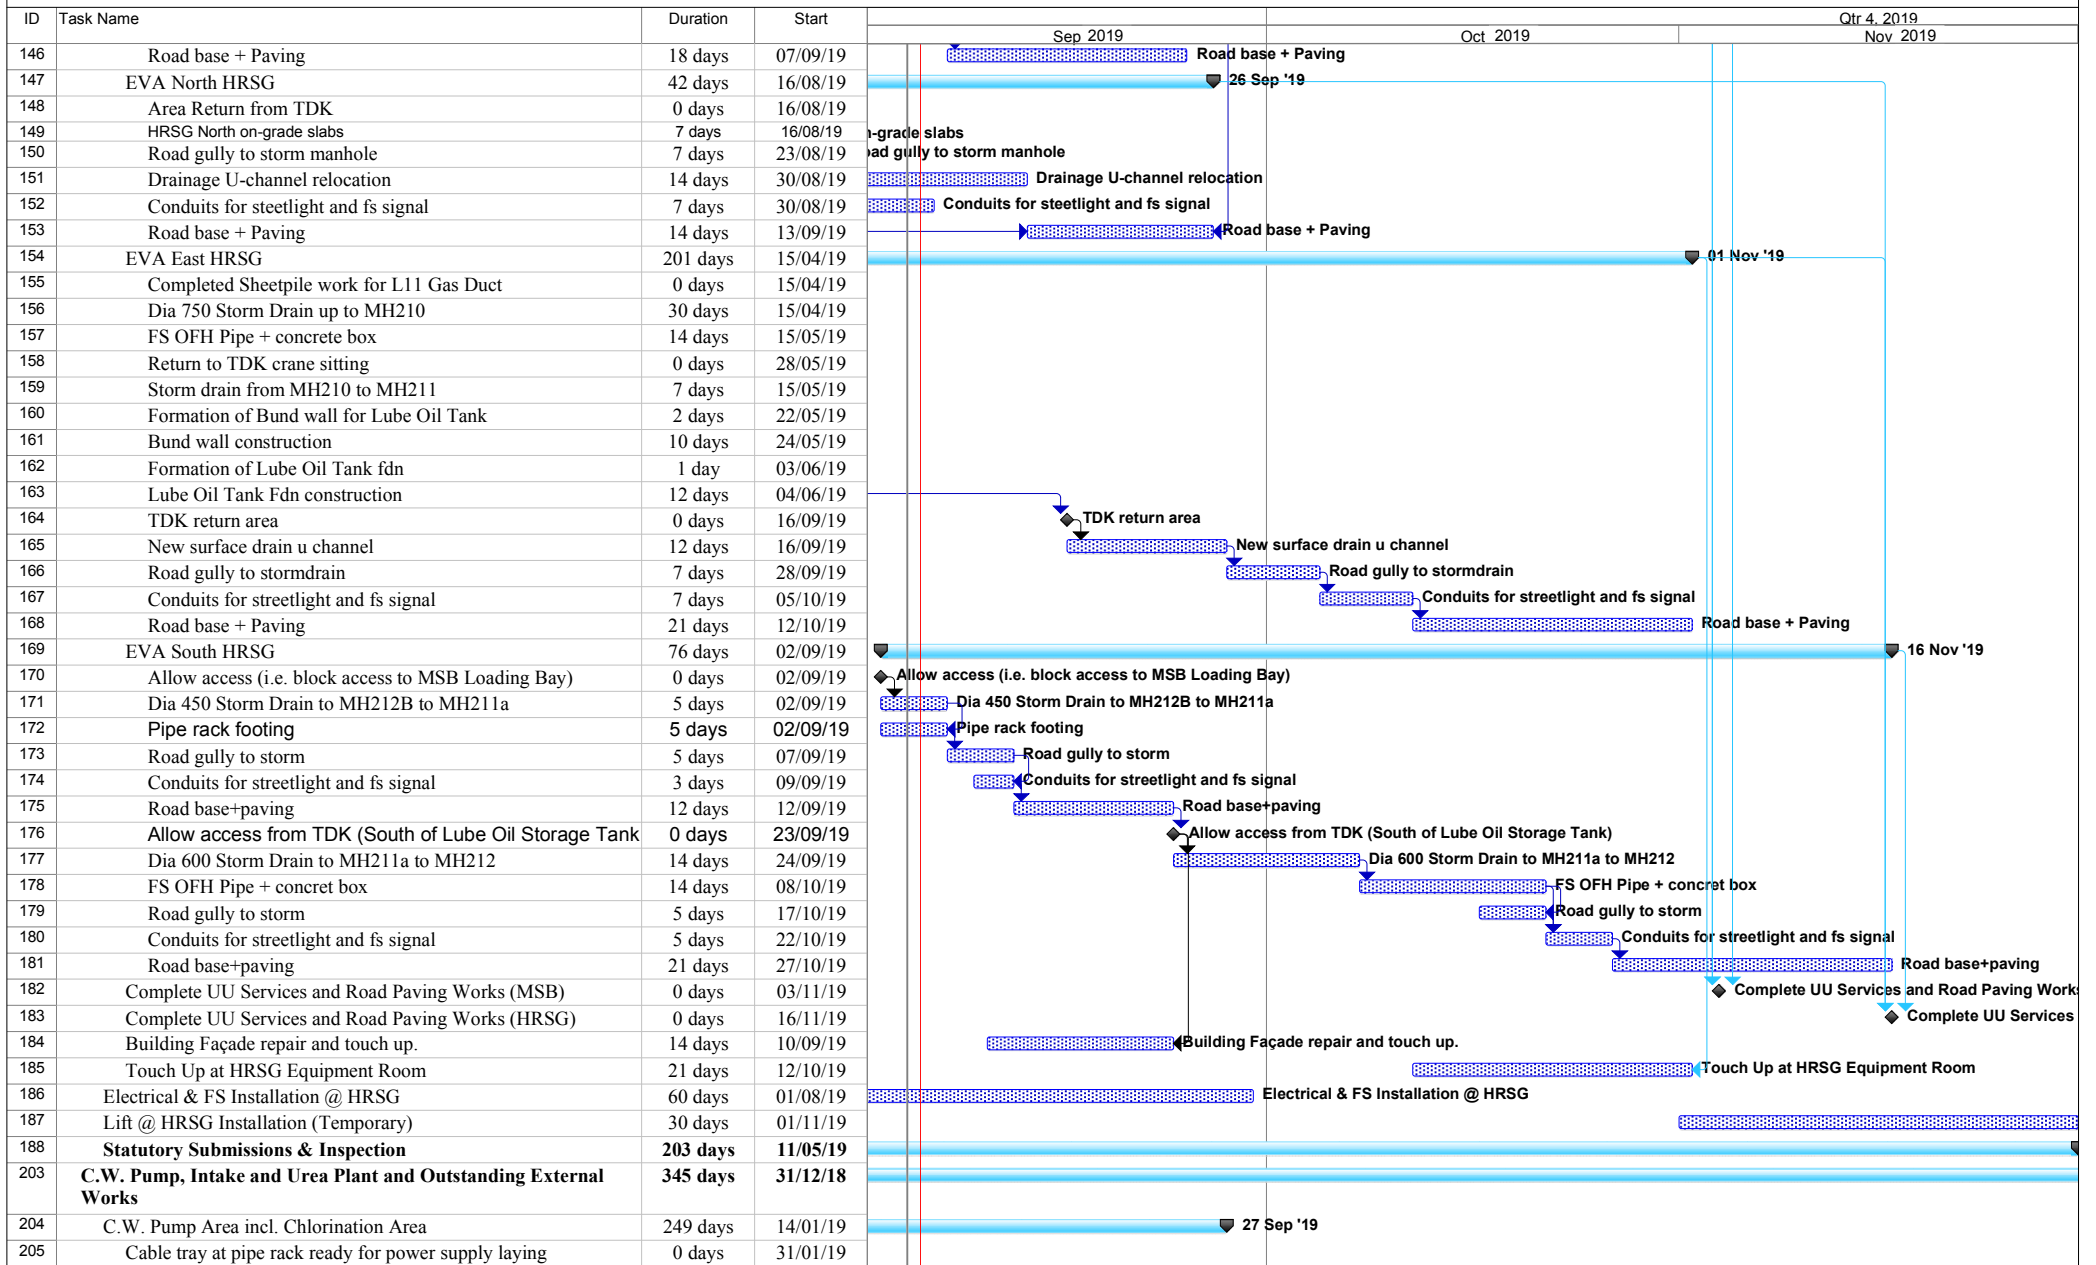 ID Task Name Duration Start Qtr 4, 2019
Sep 2019 Oct 2019 Nov 2019
146 Road base + Paving 18 days 07/09/19 Road base + Paving
147 EVA North HRSG 42 days 16/08/19 26 Sep '19
148 Area Return from TDK 0 days 16/08/19
149 HRSG North on-grade slabs 7 days 16/08/19 n-grade slabs
150 Road gully to storm manhole 7 days 23/08/19 oad gully to storm manhole
151 Drainage U-channel relocation 14 days 30/08/19 Drainage U-channel relocation
152 Conduits for steetlight and fs signal 7 days 30/08/19 Conduits for steetlight and fs signal
153 Road base + Paving 14 days 13/09/19 Road base + Paving
154 EVA East HRSG 201 days 15/04/19 01 Nov '19
155 Completed Sheetpile work for L11 Gas Duct 0 days 15/04/19
156 Dia 750 Storm Drain up to MH210 30 days 15/04/19
157 FS OFH Pipe + concrete box 14 days 15/05/19
158 Return to TDK crane sitting 0 days 28/05/19
159 Storm drain from MH210 to MH211 7 days 15/05/19
160 Formation of Bund wall for Lube Oil Tank 2 days 22/05/19
161 Bund wall construction 10 days 24/05/19
162 Formation of Lube Oil Tank fdn 1 day 03/06/19
163 Lube Oil Tank Fdn construction 12 days 04/06/19
164 TDK return area 0 days 16/09/19 TDK return area
165 New surface drain u channel 12 days 16/09/19 New surface drain u channel
166 Road gully to stormdrain 7 days 28/09/19 Road gully to stormdrain
167 Conduits for streetlight and fs signal 7 days 05/10/19 Conduits for streetlight and fs signal
168 Road base + Paving 21 days 12/10/19 Road base + Paving
169 EVA South HRSG 76 days 02/09/19 16 Nov '19
170 Allow access (i.e. block access to MSB Loading Bay) 0 days 02/09/19 Allow access (i.e. block access to MSB Loading Bay)
171 Dia 450 Storm Drain to MH212B to MH211a 5 days 02/09/19 Dia 450 Storm Drain to MH212B to MH211a
172 Pipe rack footing 5 days 02/09/19 Pipe rack footing
173 Road gully to storm 5 days 07/09/19 Road gully to storm
174 Conduits for streetlight and fs signal 3 days 09/09/19 Conduits for streetlight and fs signal
175 Road base+paving 12 days 12/09/19 Road base+paving
176 Allow access from TDK (South of Lube Oil Storage Tank 0 days 23/09/19 Allow access from TDK (South of Lube Oil Storage Tank)
177 Dia 600 Storm Drain to MH211a to MH212 14 days 24/09/19 Dia 600 Storm Drain to MH211a to MH212
178 FS OFH Pipe + concret box 14 days 08/10/19 FS OFH Pipe + concret box
179 Road gully to storm 5 days 17/10/19 Road gully to storm
180 Conduits for streetlight and fs signal 5 days 22/10/19 Conduits for streetlight and fs signal
181 Road base+paving 21 days 27/10/19 Road base+paving
182 Complete UU Services and Road Paving Works (MSB) 0 days 03/11/19 Complete UU Services and Road Paving Works
183 Complete UU Services and Road Paving Works (HRSG) 0 days 16/11/19 Complete UU Services
184 Building Façade repair and touch up. 14 days 10/09/19 Building Façade repair and touch up.
185 Touch Up at HRSG Equipment Room 21 days 12/10/19 Touch Up at HRSG Equipment Room
186 Electrical & FS Installation @ HRSG 60 days 01/08/19 Electrical & FS Installation @ HRSG
187 Lift @ HRSG Installation (Temporary) 30 days 01/11/19
188 Statutory Submissions & Inspection 203 days 11/05/19
203 C.W. Pump, Intake and Urea Plant and Outstanding External 345 days 31/12/18
Works
204 C.W. Pump Area incl. Chlorination Area 249 days 14/01/19 27 Sep '19
205 Cable tray at pipe rack ready for power supply laying 0 days 31/01/19